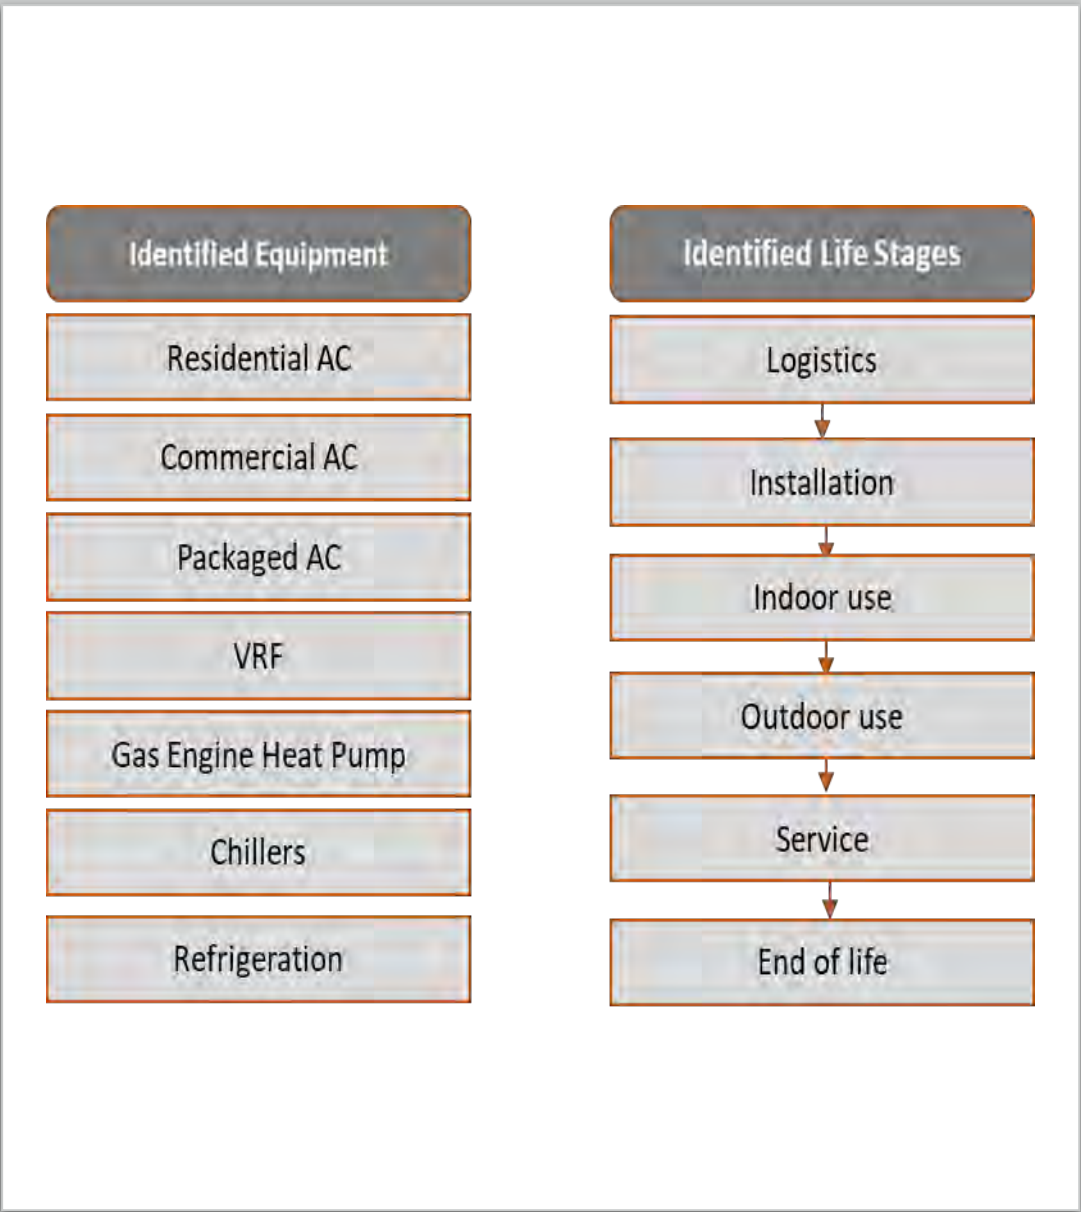 Identified Equipment
Residential AC
Commercial AC
Packaged AC
VRF
Gas Engine Heat Pump
Chillers
Refrigeration
Identified Life Stages
Logistics
Installation
Indoor use
Outdoor use
Service
End of life